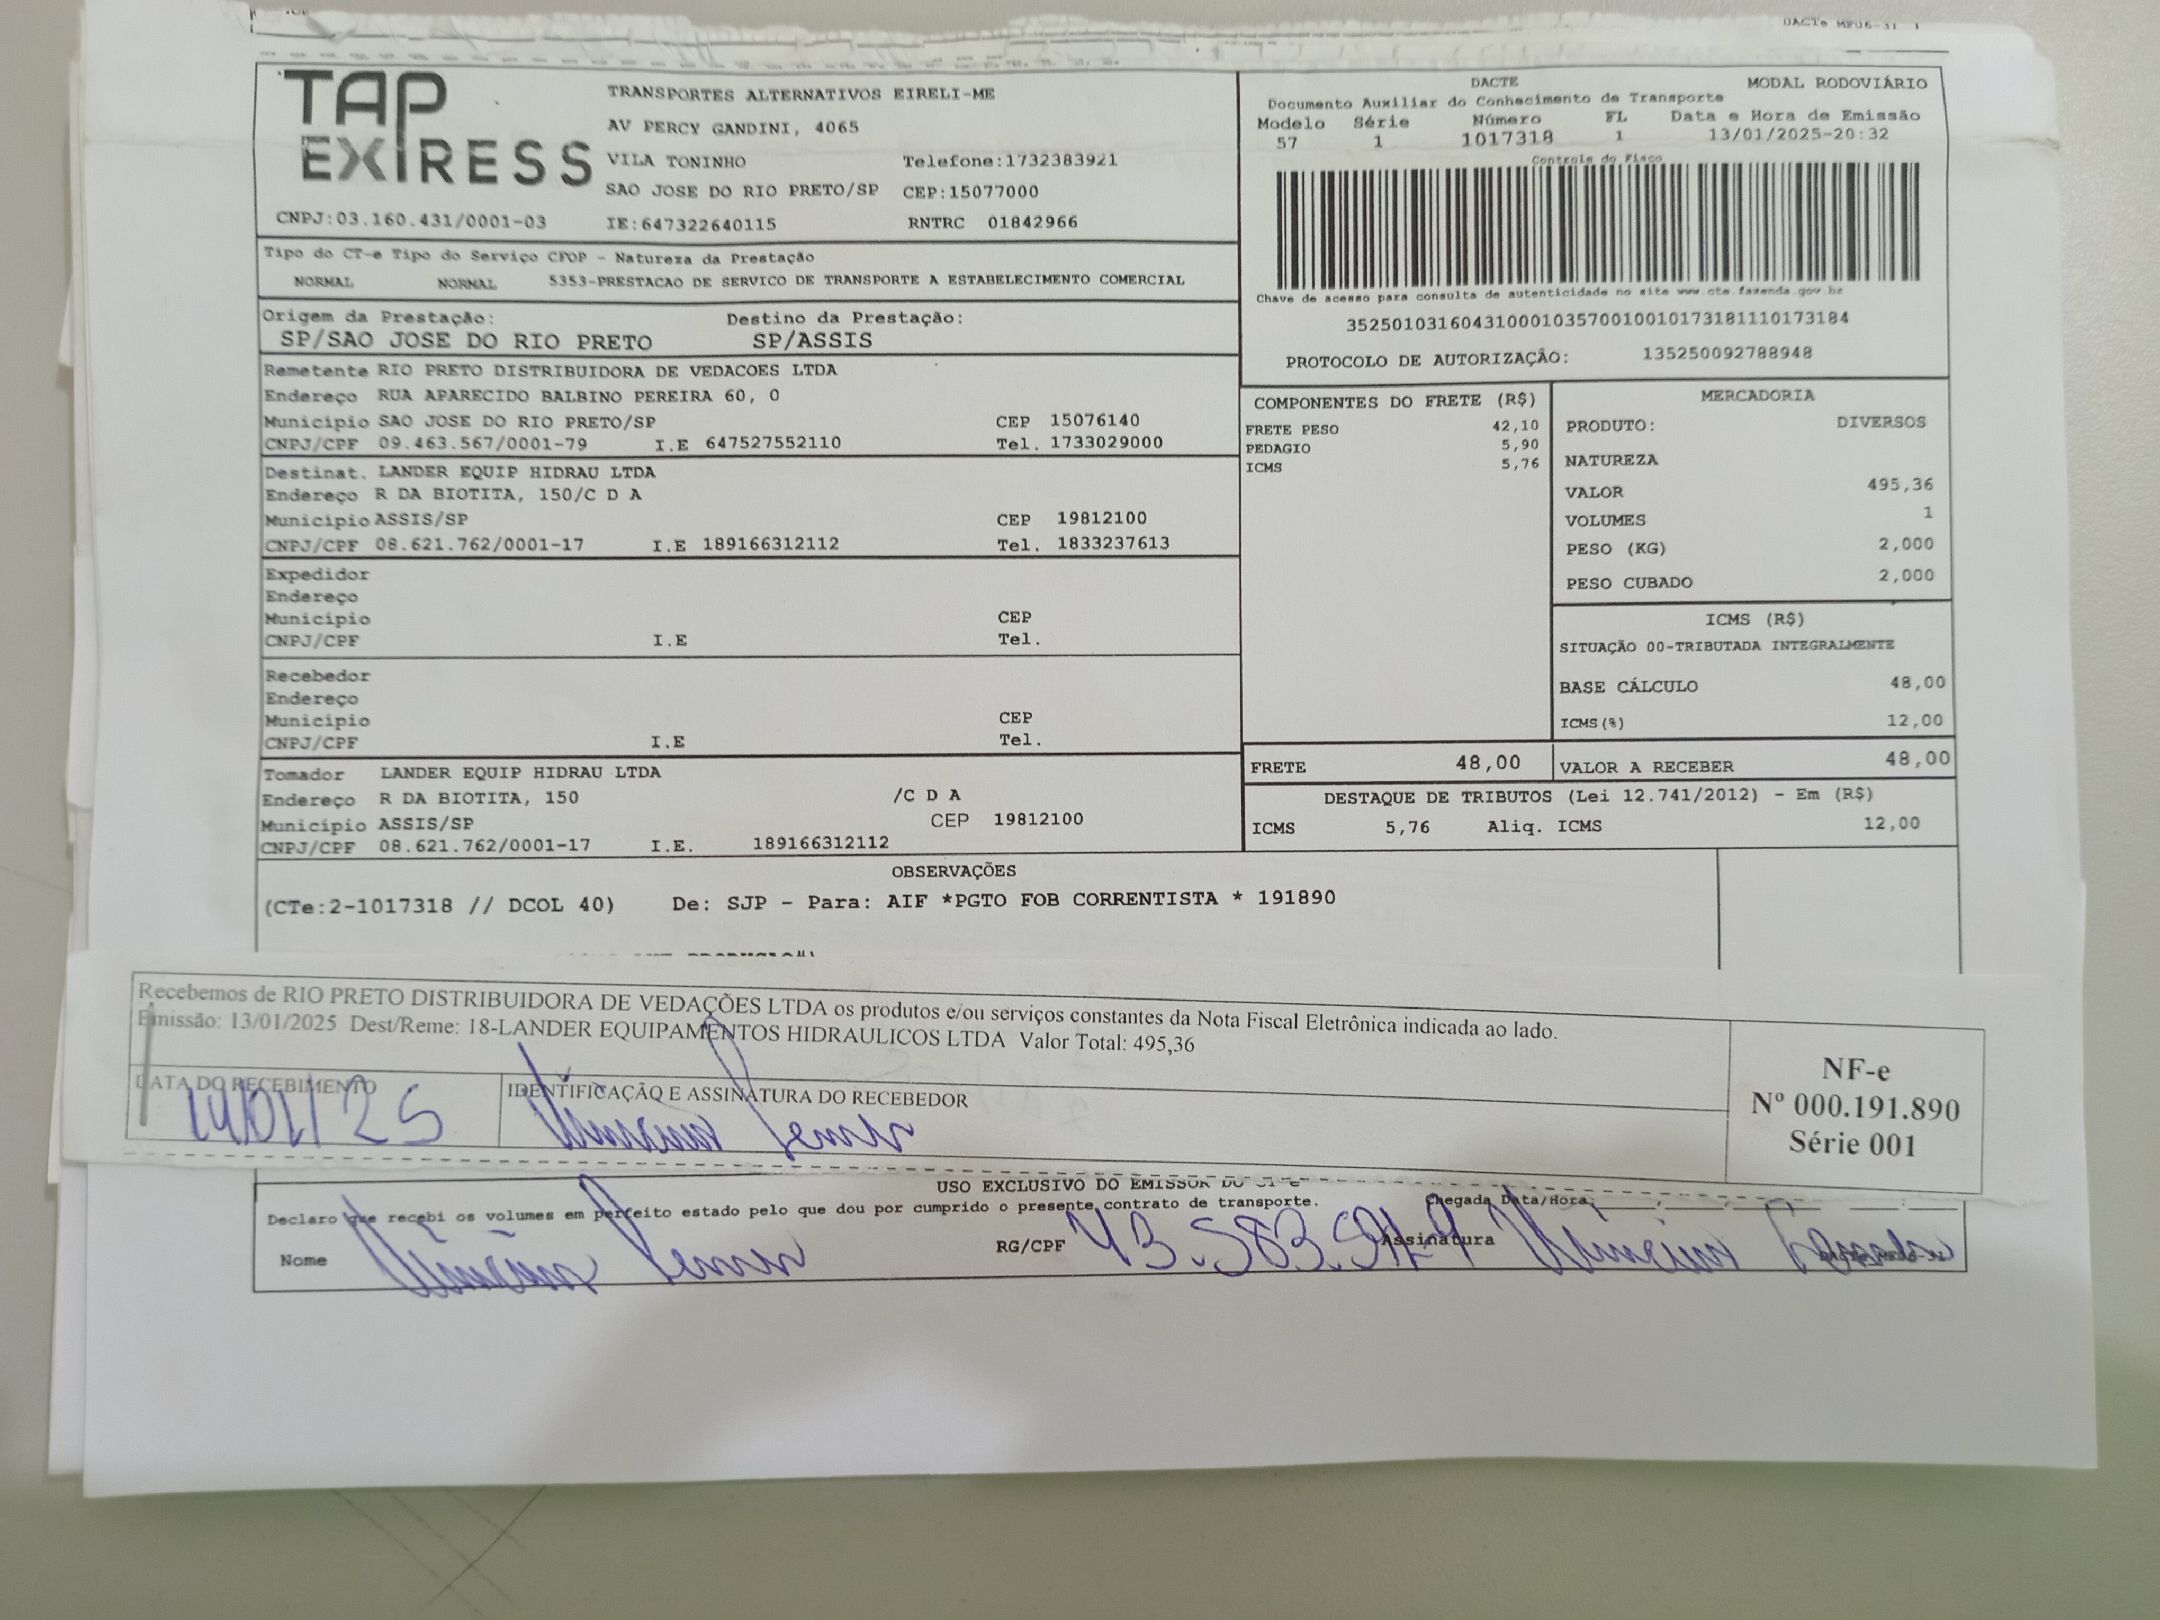 TAP
EXPRESS
TRANSPORTES ALTERNATIVOS EIRELI-ME
AV PERCY GANDINI, 4065
VILA TONINHO Telefone:1732383921
SAO JOSE DO RIO PRETO/SP CEP:15077000
CNPJ:03.160.431/0001-03 IE:647322640115 RNTRC 01842966
DACTE MODAL RODOVIÁRIO
Documento Auxiliar do Conhecimento de Transporte
Modelo Série Número FL Data e Hora de Emissão
57 1 1017318 1 13/01/2025-20:32
Controle do Fisco
Chave de acesso para consulta de autenticidade no site www.cte.fazenda.gov.br
35250103160431000103570010010173181110173184
PROTOCOLO DE AUTORIZAÇÂO: 135250092788948
Tipo do CT-e Tipo do Serviço CFOP - Natureza da Prestação
NORMAL NORMAL 5353-PRESTACAO DE SERVICO DE TRANSPORTE A ESTABELECIMENTO COMERCIAL
Origem da Prestação: Destino da Prestação:
SP/SAO JOSE DO RIO PRETO SP/ASSIS
Remetente RIO PRETO DISTRIBUIDORA DE VEDACOES LTDA
Endereço RUA APARECIDO BALBINO PEREIRA 60, 0
Município SAO JOSE DO RIO PRETO/SP CEP 15076140
CNPJ/CPF 09.463.567/0001-79 I.E 647527552110 Tel. 1733029000
Destinat. LANDER EQUIP HIDRAU LTDA
Endereço R DA BIOTITA, 150/C D A
Município ASSIS/SP CEP 19812100
CNPJ/CPF 08.621.762/0001-17 I.E 189166312112 Tel. 1833237613
Expedidor
Endereço
Município CEP
CNPJ/CPF I.E Tel.
Recebedor
Endereço
Município CEP
CNPJ/CPF I.E Tel.
Tomador LANDER EQUIP HIDRAU LTDA
Endereço R DA BIOTITA, 150 /C D A
Município ASSIS/SP CEP 19812100
CNPJ/CPF 08.621.762/0001-17 I.E. 189166312112
COMPONENTES DO FRETE (R$)
FRETE PESO 42,10
PEDAGIO 5,90
ICMS 5,76
MERCADORIA
PRODUTO: DIVERSOS
NATUREZA
VALOR 495,36
VOLUMES 1
PESO (KG) 2,000
PESO CUBADO 2,000
ICMS (R$)
SITUAÇÃO 00-TRIBUTADA INTEGRALMENTE
BASE CÁLCULO 48,00
ICMS(%) 12,00
FRETE 48,00 VALOR A RECEBER 48,00
DESTAQUE DE TRIBUTOS (Lei 12.741/2012) - Em (R$)
ICMS 5,76 Aliq. ICMS 12,00
OBSERVAÇÕES
(CTe:2-1017318 // DCOL 40) De: SJP - Para: AIF *PGTO FOB CORRENTISTA * 191890
Recebemos de RIO PRETO DISTRIBUIDORA DE VEDAÇÕES LTDA os produtos e/ou serviços constantes da Nota Fiscal Eletrônica indicada ao lado.
Emissão: 13/01/2025 Dest/Reme: 18-LANDER EQUIPAMENTOS HIDRAULICOS LTDA Valor Total: 495,36
DATA DO RECEBIMENTO IDENTIFICAÇÃO E ASSINATURA DO RECEBEDOR
14/01/25
NF-e
Nº 000.191.890
Série 001
USO EXCLUSIVO DO EMISSOR DO
Declaro que recebi os volumes em perfeito estado pelo que dou por cumprido o presente contrato de transporte. Chegada Data/Hora
Nome RG/CPF Assinatura